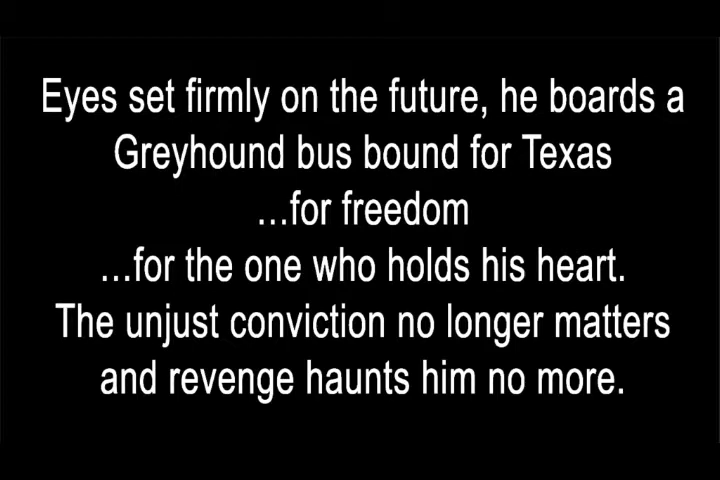 Eyes set firmly on the future, he boards a
Greyhound bus bound for Texas
...for freedom
...for the one who holds his heart.
The unjust conviction no longer matters
and revenge haunts him no more.